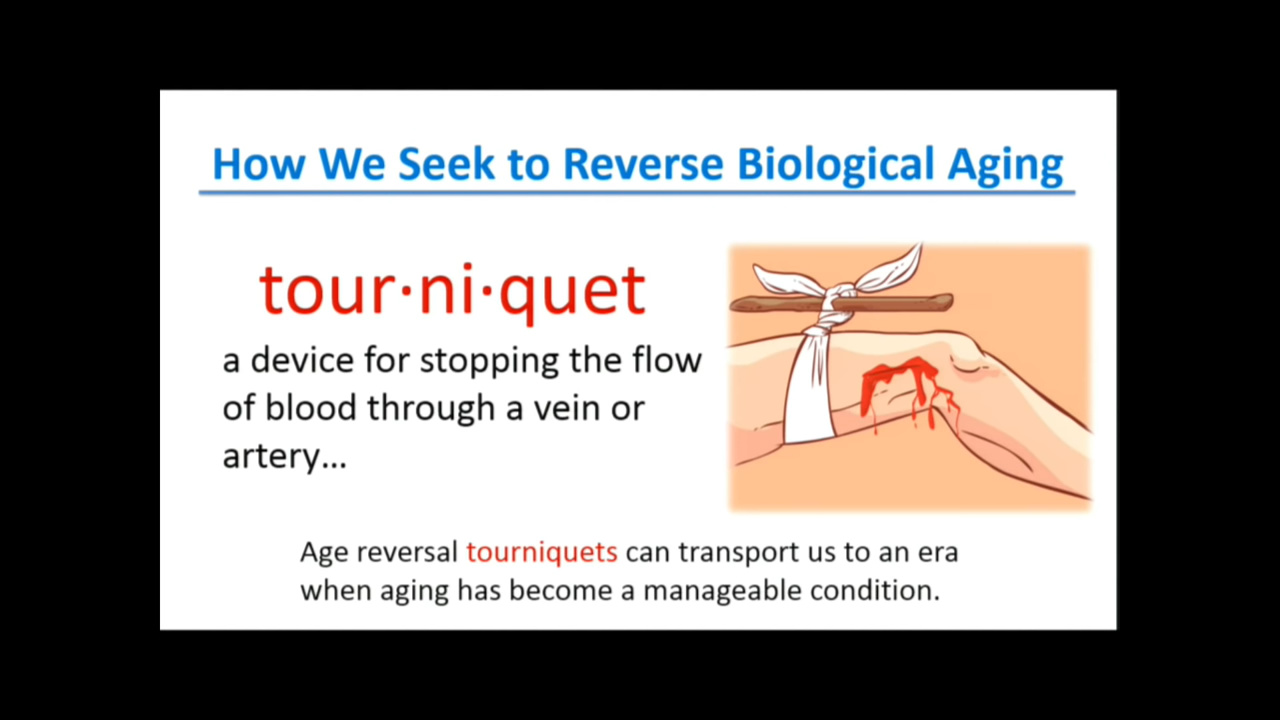 How We Seek to Reverse Biological Aging
tour·ni·quet
a device for stopping the flow
of blood through a vein or
artery...
Age reversal tourniquets can transport us to an era
when aging has become a manageable condition.